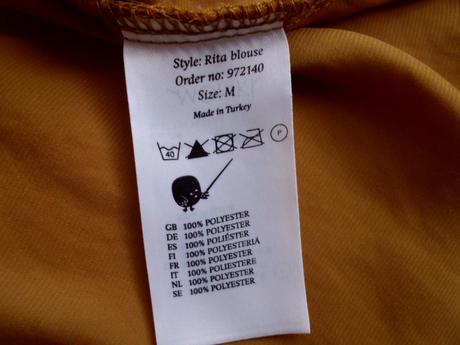 Style: Rita blouse
Order no: 972140
Size: M
Made in Turkey
40
P
GB 100% POLYESTER
DE 100% POLYESTER
ES 100% POLIÉSTER
FI 100% POLYESTERIA
FR 100% POLYESTER
IT 100% POLIESTERE
NL 100% POLYESTER
SE 100% POLYESTER